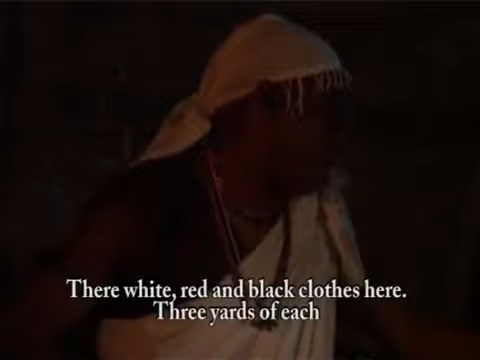 There white, red and black clothes here.
Three yards of each